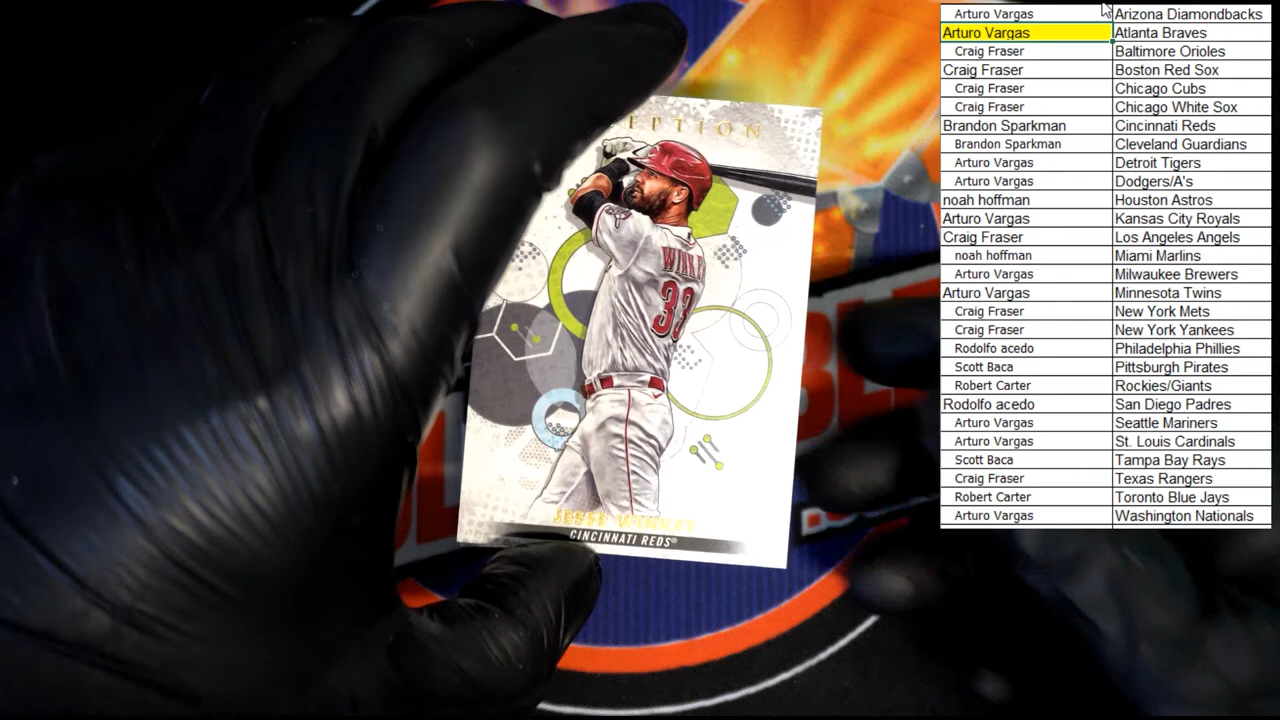 EPTION
WINKE
33
JESSE WINKER
CINCINNATI REDS®
Arturo Vargas Arizona Diamondbacks
Arturo Vargas Atlanta Braves
Craig Fraser Baltimore Orioles
Craig Fraser Boston Red Sox
Craig Fraser Chicago Cubs
Craig Fraser Chicago White Sox
Brandon Sparkman Cincinnati Reds
Brandon Sparkman Cleveland Guardians
Arturo Vargas Detroit Tigers
Arturo Vargas Dodgers/A's
noah hoffman Houston Astros
Arturo Vargas Kansas City Royals
Craig Fraser Los Angeles Angels
noah hoffman Miami Marlins
Arturo Vargas Milwaukee Brewers
Arturo Vargas Minnesota Twins
Craig Fraser New York Mets
Craig Fraser New York Yankees
Rodolfo acedo Philadelphia Phillies
Scott Baca Pittsburgh Pirates
Robert Carter Rockies/Giants
Rodolfo acedo San Diego Padres
Arturo Vargas Seattle Mariners
Arturo Vargas St. Louis Cardinals
Scott Baca Tampa Bay Rays
Craig Fraser Texas Rangers
Robert Carter Toronto Blue Jays
Arturo Vargas Washington Nationals